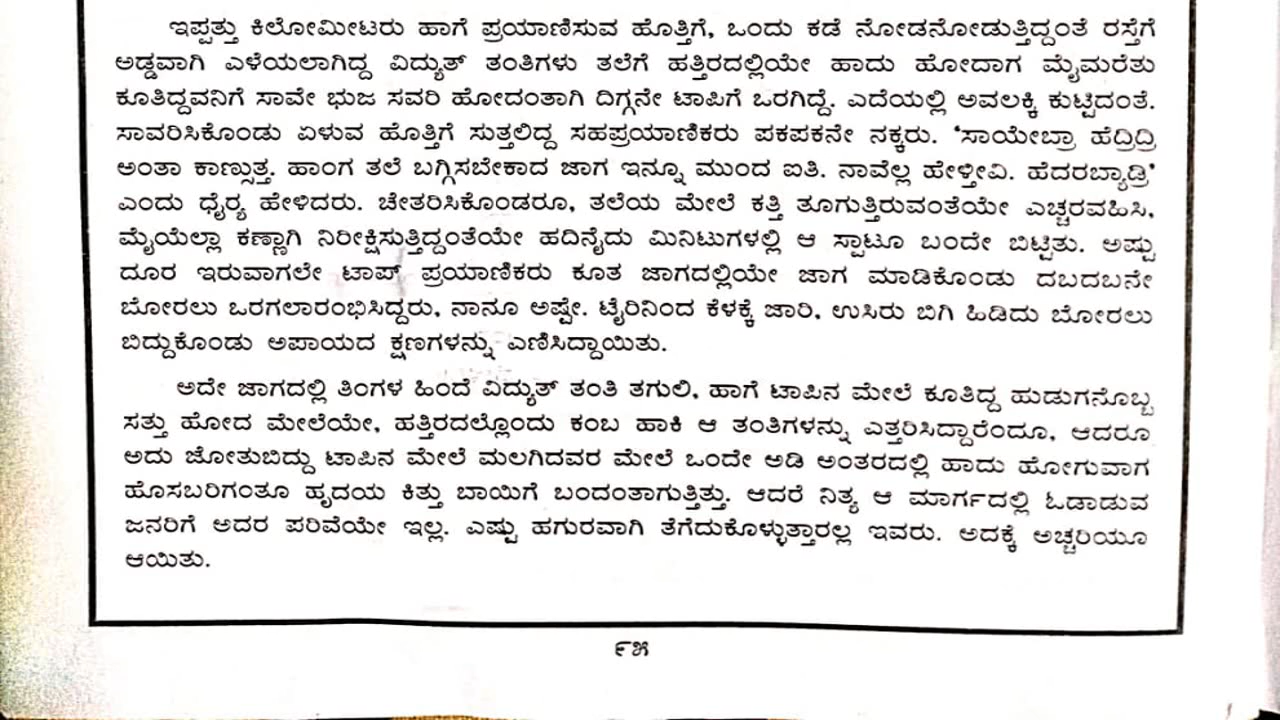 ಇಪ್ಪತ್ತು ಕಿಲೋಮೀಟರು ಹಾಗೆ ಪ್ರಯಾಣಿಸುವ ಹೊತ್ತಿಗೆ, ಒಂದು ಕಡೆ ನೋಡನೋಡುತ್ತಿದ್ದಂತೆ ರಸ್ತೆಗೆ
ಅಡ್ಡವಾಗಿ ಎಳೆಯಲಾಗಿದ್ದ ವಿದ್ಯುತ್ ತಂತಿಗಳು ತಲೆಗೆ ಹತ್ತಿರದಲ್ಲಿಯೇ ಹಾದು ಹೋದಾಗ ಮೈಮರೆತು
ಕೂತಿದ್ದವನಿಗೆ ಸಾವೇ ಭುಜ ಸವರಿ ಹೋದಂತಾಗಿ ದಿಗ್ಗನೇ ಟಾಪಿಗೆ ಒರಗಿದ್ದೆ. ಎದೆಯಲ್ಲಿ ಅವಲಕ್ಕಿ ಕುಟ್ಟಿದಂತೆ.
ಸಾವರಿಸಿಕೊಂಡು ಏಳುವ ಹೊತ್ತಿಗೆ ಸುತ್ತಲಿದ್ದ ಸಹಪ್ರಯಾಣಿಕರು ಪಕಪಕನೇ ನಕ್ಕರು. 'ಸಾಯೇಬ್ರಾ ಹೆದ್ರಿದ್ರಿ
ಅಂತಾ ಕಾಣ್ಸುತ್ತ. ಹಾಂಗ ತಲೆ ಬಗ್ಗಿಸಬೇಕಾದ ಜಾಗ ಇನ್ನೂ ಮುಂದ ಐತಿ. ನಾವೆಲ್ಲ ಹೇಳ್ತೀವಿ. ಹೆದರಬ್ಯಾಡ್ರಿ'
ಎಂದು ಧೈರ್‍ಯ ಹೇಳಿದರು. ಚೇತರಿಸಿಕೊಂಡರೂ, ತಲೆಯ ಮೇಲೆ ಕತ್ತಿ ತೂಗುತ್ತಿರುವಂತೆಯೇ ಎಚ್ಚರವಹಿಸಿ,
ಮೈಯೆಲ್ಲಾ ಕಣ್ಣಾಗಿ ನಿರೀಕ್ಷಿಸುತ್ತಿದ್ದಂತೆಯೇ ಹದಿನೈದು ಮಿನಿಟುಗಳಲ್ಲಿ ಆ ಸ್ಪಾಟೂ ಬಂದೇ ಬಿಟ್ಟಿತು. ಅಷ್ಟು
ದೂರ ಇರುವಾಗಲೇ ಟಾಪ್ ಪ್ರಯಾಣಿಕರು ಕೂತ ಜಾಗದಲ್ಲಿಯೇ ಜಾಗ ಮಾಡಿಕೊಂಡು ದಬದಬನೇ
ಬೋರಲು ಒರಗಲಾರಂಭಿಸಿದ್ದರು, ನಾನೂ ಅಷ್ಟೇ. ಟೈರಿನಿಂದ ಕೆಳಕ್ಕೆ ಜಾರಿ, ಉಸಿರು ಬಿಗಿ ಹಿಡಿದು ಬೋರಲು
ಬಿದ್ದುಕೊಂಡು ಅಪಾಯದ ಕ್ಷಣಗಳನ್ನು ಎಣಿಸಿದ್ದಾಯಿತು.
ಅದೇ ಜಾಗದಲ್ಲಿ ತಿಂಗಳ ಹಿಂದೆ ವಿದ್ಯುತ್ ತಂತಿ ತಗುಲಿ, ಹಾಗೆ ಟಾಪಿನ ಮೇಲೆ ಕೂತಿದ್ದ ಹುಡುಗನೊಬ್ಬ
ಸತ್ತು ಹೋದ ಮೇಲೆಯೇ, ಹತ್ತಿರದಲ್ಲೊಂದು ಕಂಬ ಹಾಕಿ ಆ ತಂತಿಗಳನ್ನು ಎತ್ತರಿಸಿದ್ದಾರೆಂದೂ, ಆದರೂ
ಅದು ಜೋತುಬಿದ್ದು ಟಾಪಿನ ಮೇಲೆ ಮಲಗಿದವರ ಮೇಲೆ ಒಂದೇ ಅಡಿ ಅಂತರದಲ್ಲಿ ಹಾದು ಹೋಗುವಾಗ
ಹೊಸಬರಿಗಂತೂ ಹೃದಯ ಕಿತ್ತು ಬಾಯಿಗೆ ಬಂದಂತಾಗುತ್ತಿತ್ತು. ಆದರೆ ನಿತ್ಯ ಆ ಮಾರ್ಗದಲ್ಲಿ ಓಡಾಡುವ
ಜನರಿಗೆ ಅದರ ಪರಿವೆಯೇ ಇಲ್ಲ. ಎಷ್ಟು ಹಗುರವಾಗಿ ತೆಗೆದುಕೊಳ್ಳುತ್ತಾರಲ್ಲ ಇವರು. ಅದಕ್ಕೆ ಅಚ್ಚರಿಯೂ
ಆಯಿತು.
೯೫